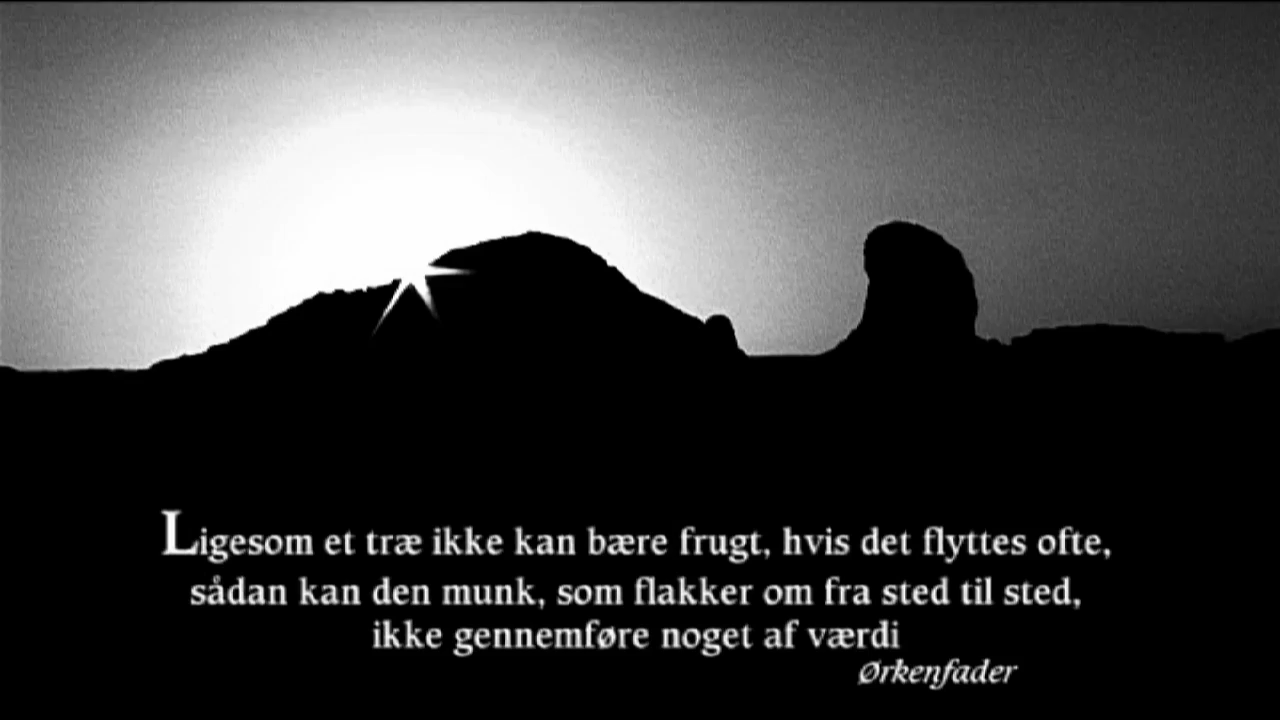 Ligesom et træ ikke kan bære frugt, hvis det flyttes ofte,
sådan kan den munk, som flakker om fra sted til sted,
ikke gennemføre noget af værdi
Ørkenfader